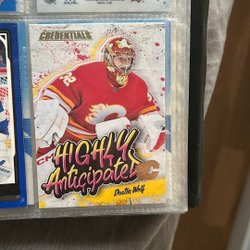 CREDENTIALS
HIGHLY
Anticipated
Dustin Wolf